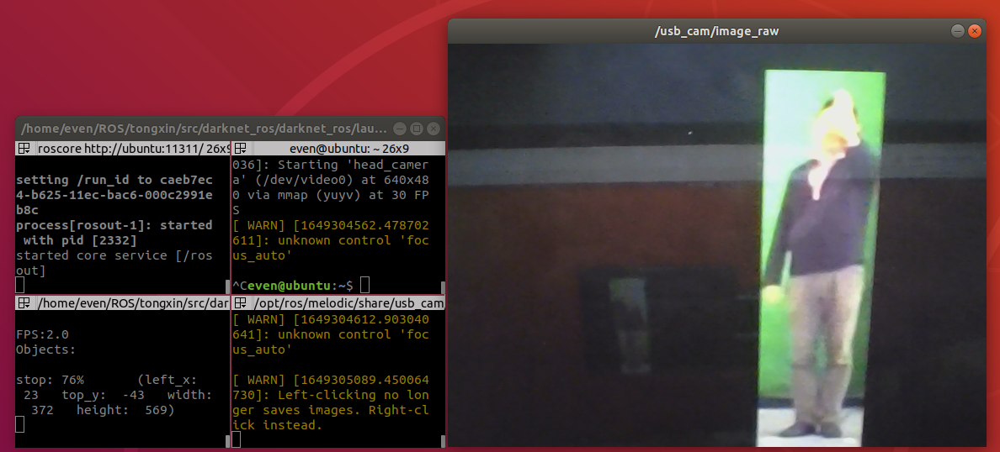 /usb_cam/image_raw
/home/even/ROS/tongxin/src/darknet_ros/darknet_ros/lau...
roscore http://ubuntu:11311/ 26x9
setting /run_id to caeb7ec
4-b625-11ec-bac6-000c2991e
b8c
process[rosout-1]: started
with pid [2332]
started core service [/ros
out]
even@ubuntu: ~ 26x9
036]: Starting 'head_camer
a' (/dev/video0) at 640x48
0 via mmap (yuyv) at 30 FP
S
[ WARN] [1649304562.478702
611]: unknown control 'foc
us_auto'
^Ceven@ubuntu:~$
/home/even/ROS/tongxin/src/dar
FPS:2.0
Objects:
stop: 76% (left_x:
23 top_y: -43 width:
372 height: 569)
/opt/ros/melodic/share/usb_cam
[ WARN] [1649304612.903040
641]: unknown control 'foc
us_auto'
[ WARN] [1649305089.450064
730]: Left-clicking no lon
ger saves images. Right-cl
ick instead.